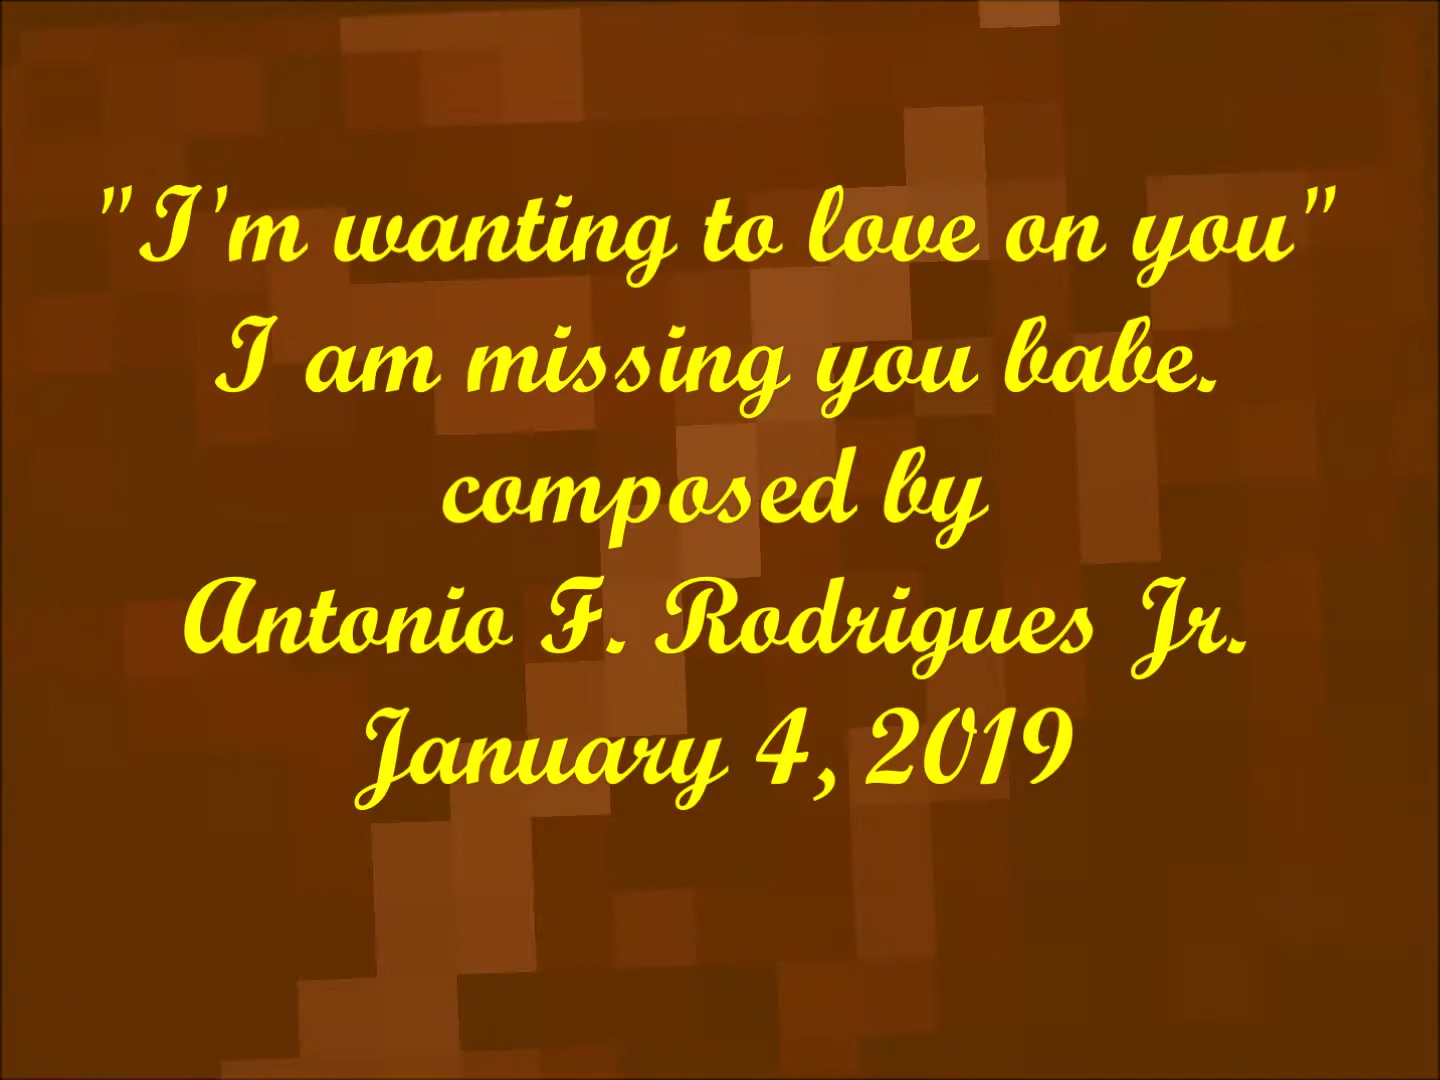 "I'm wanting to love on you"
I am missing you babe.
composed by
Antonio F. Rodrigues Jr.
January 4, 2019